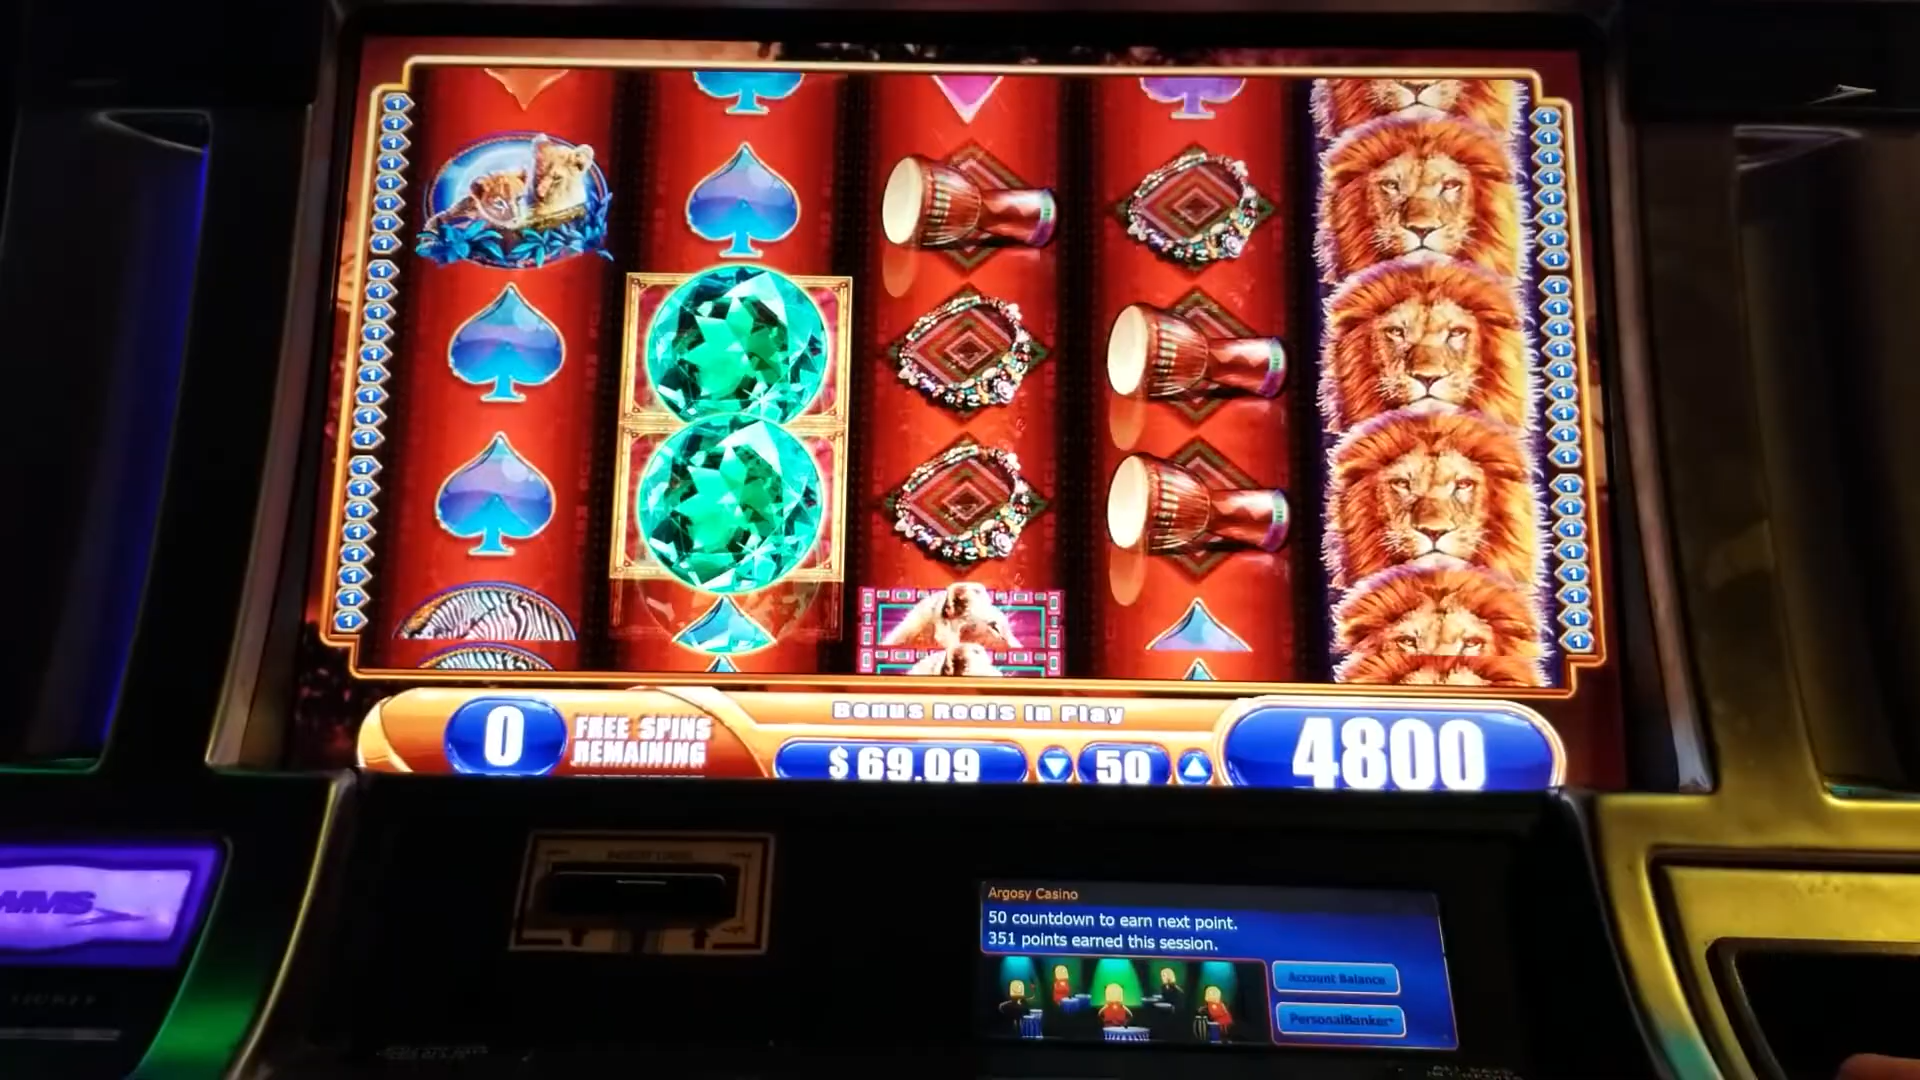 Bonus Reels In Play
0
FREE SPINS
REMAINING
$ 69.09
50
4800
WMS
Argosy Casino
50 countdown to earn next point.
351 points earned this session.
Account Balance
PersonalBanker